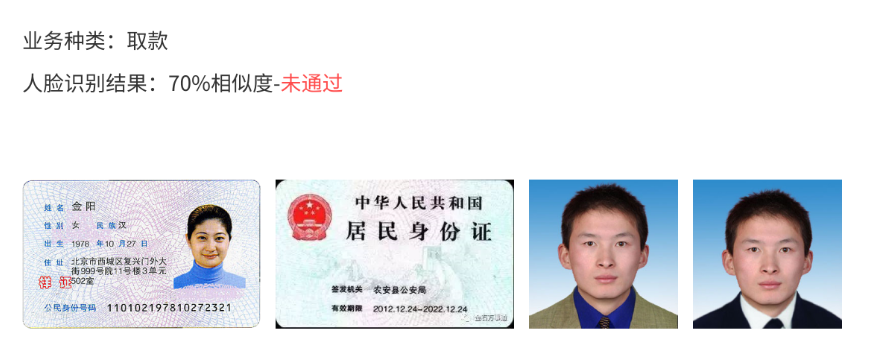 业务种类：取款
人脸识别结果：70%相似度-未通过
姓名 金阳
性别 女 民族 汉
出生 1978 年 10 月 27 日
住址 北京市西城区复兴门外大
街999号院11号楼3单元
502室
公民身份号码 110102197810272321
中华人民共和国
居民身份证
签发机关 农安县公安局
有效期限 2012.12.24-2022.12.24